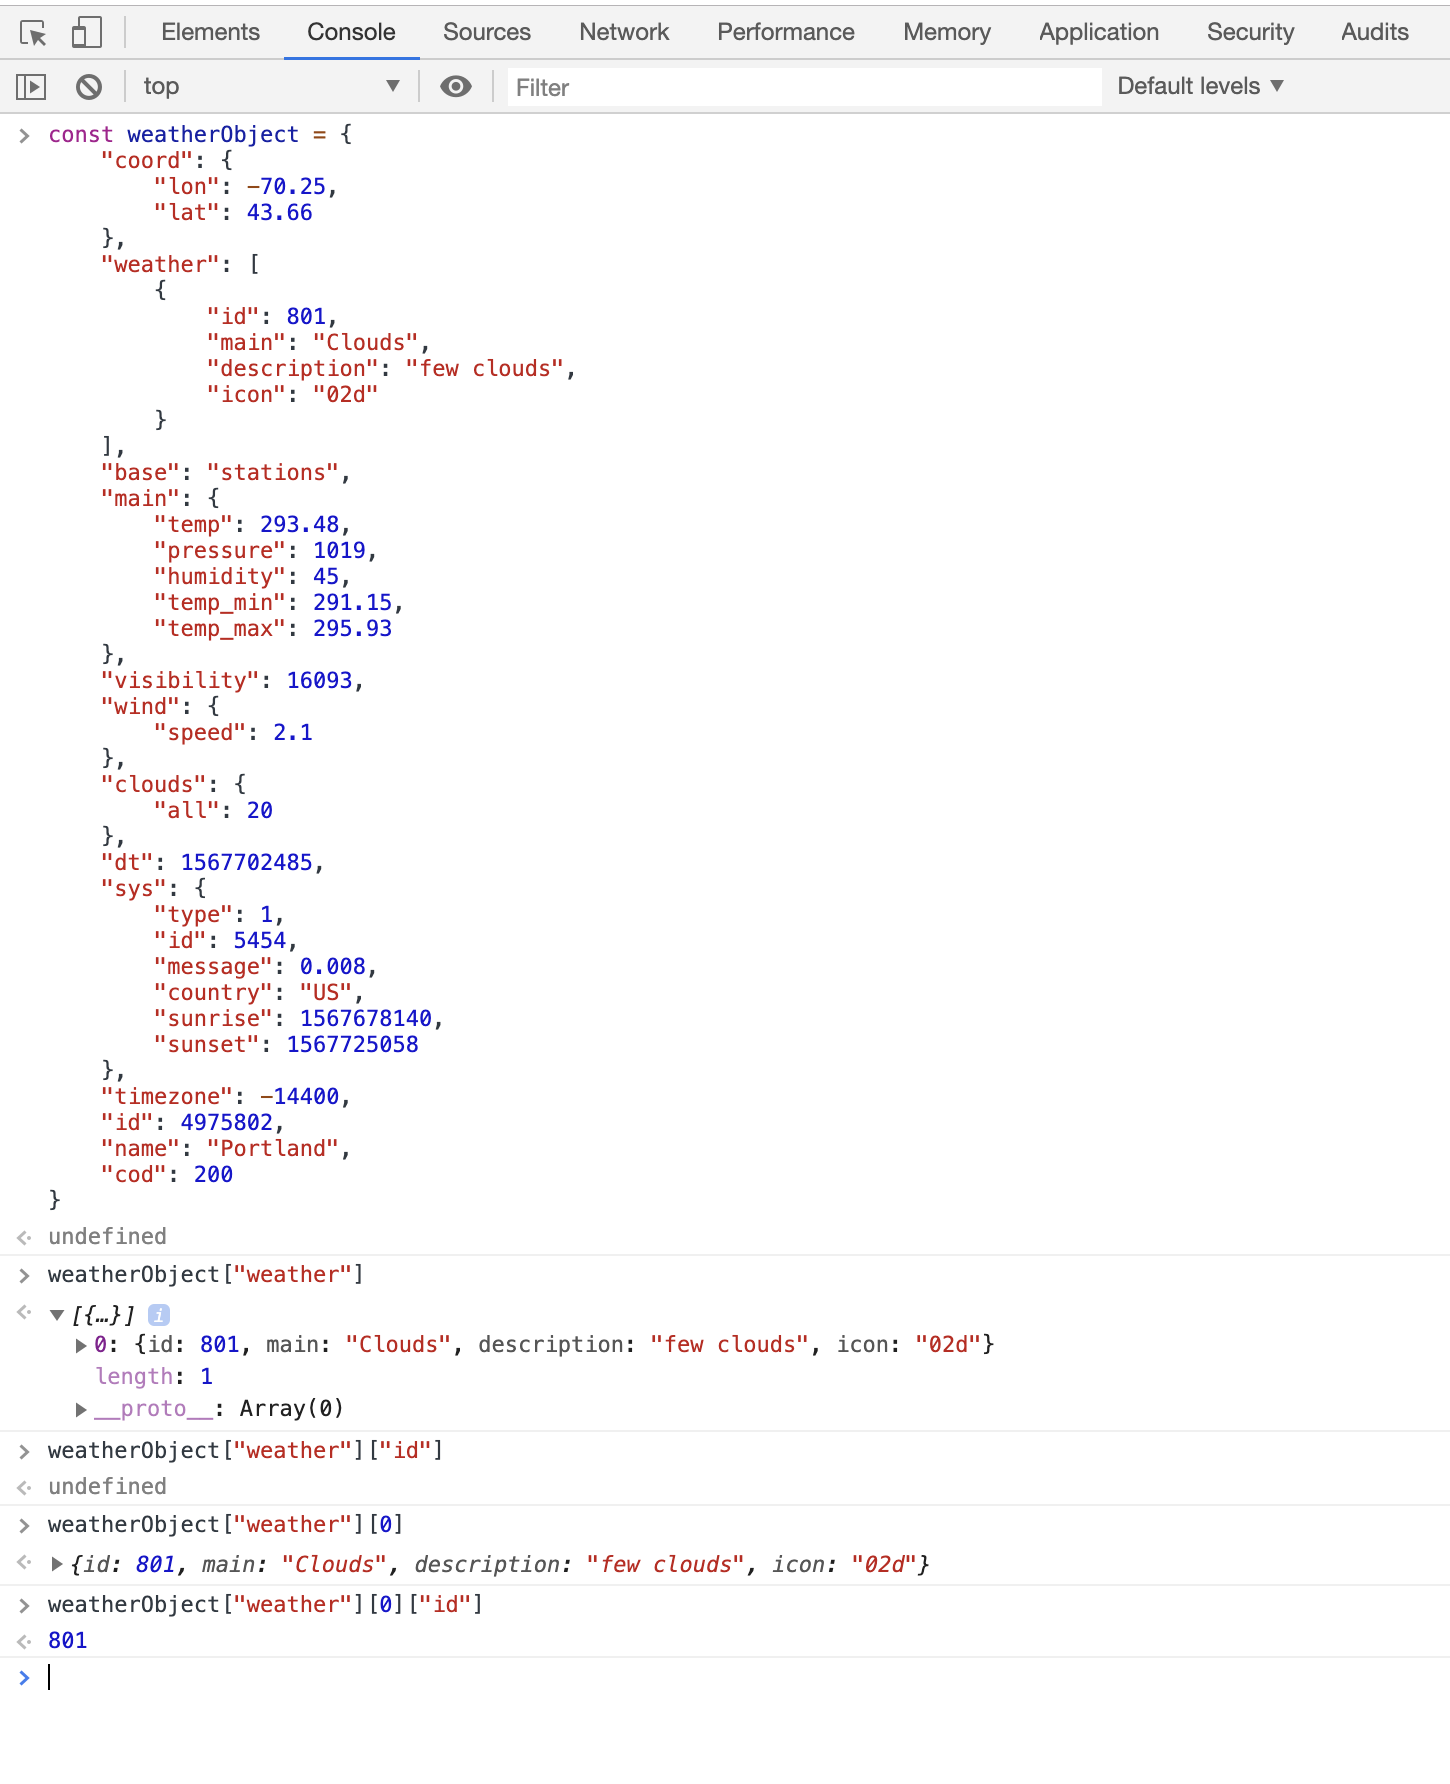 Elements Console Sources Network Performance Memory Application Security Audits
top ▼ Filter Default levels ▼
> const weatherObject = {
    "coord": {
        "lon": -70.25,
        "lat": 43.66
    },
    "weather": [
        {
            "id": 801,
            "main": "Clouds",
            "description": "few clouds",
            "icon": "02d"
        }
    ],
    "base": "stations",
    "main": {
        "temp": 293.48,
        "pressure": 1019,
        "humidity": 45,
        "temp_min": 291.15,
        "temp_max": 295.93
    },
    "visibility": 16093,
    "wind": {
        "speed": 2.1
    },
    "clouds": {
        "all": 20
    },
    "dt": 1567702485,
    "sys": {
        "type": 1,
        "id": 5454,
        "message": 0.008,
        "country": "US",
        "sunrise": 1567678140,
        "sunset": 1567725058
    },
    "timezone": -14400,
    "id": 4975802,
    "name": "Portland",
    "cod": 200
}
undefined
> weatherObject["weather"]
▼ [{…}] i
▶ 0: {id: 801, main: "Clouds", description: "few clouds", icon: "02d"}
length: 1
▶ __proto__: Array(0)
> weatherObject["weather"]["id"]
undefined
> weatherObject["weather"][0]
▶ {id: 801, main: "Clouds", description: "few clouds", icon: "02d"}
> weatherObject["weather"][0]["id"]
801
>